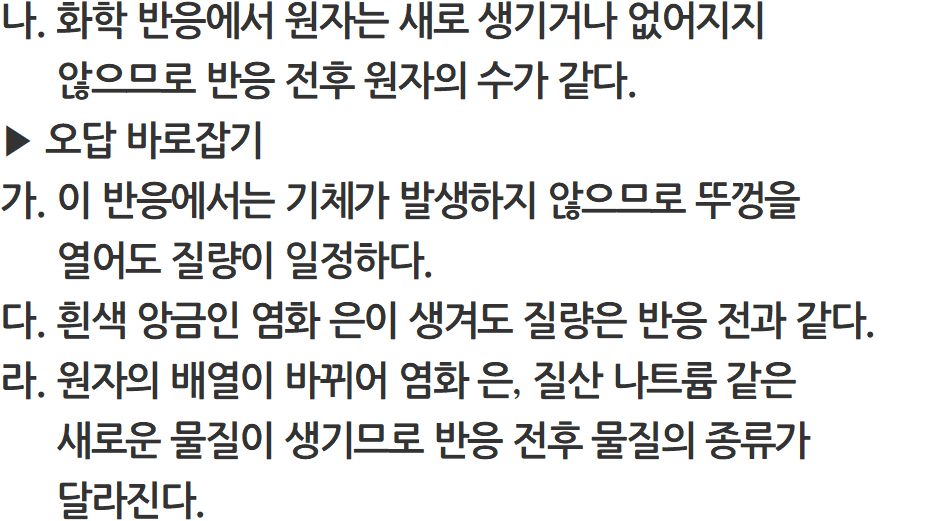 나. 화학 반응에서 원자는 새로 생기거나 없어지지
않으므로 반응 전후 원자의 수가 같다.
▶ 오답 바로잡기
가. 이 반응에서는 기체가 발생하지 않으므로 뚜껑을
열어도 질량이 일정하다.
다. 흰색 앙금인 염화 은이 생겨도 질량은 반응 전과 같다.
라. 원자의 배열이 바뀌어 염화 은, 질산 나트륨 같은
새로운 물질이 생기므로 반응 전후 물질의 종류가
달라진다.